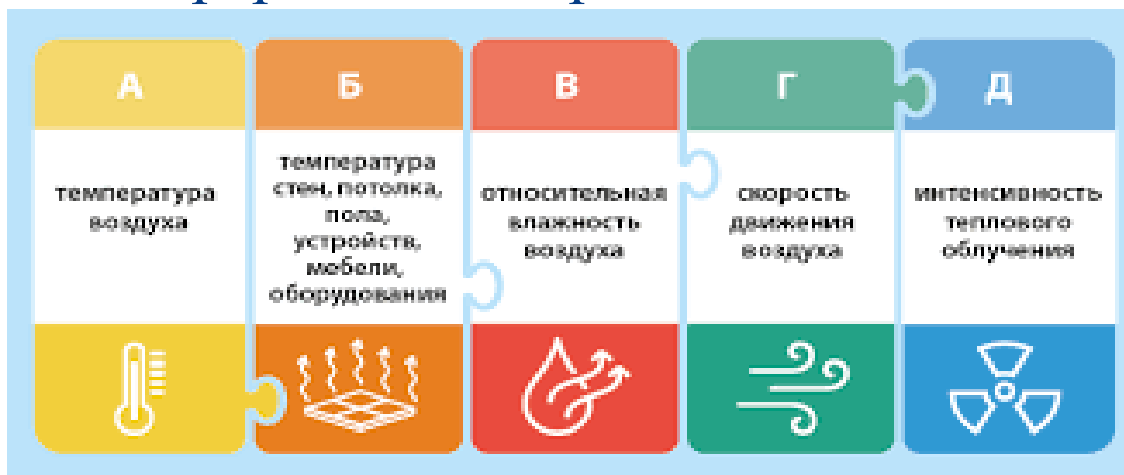 А
температура
воздуха
Б
температура
стен, потолка,
пола,
устройств,
мебели,
оборудования
В
относительная
влажность
воздуха
Г
скорость
движения
воздуха
Д
интенсивность
теплового
облучения